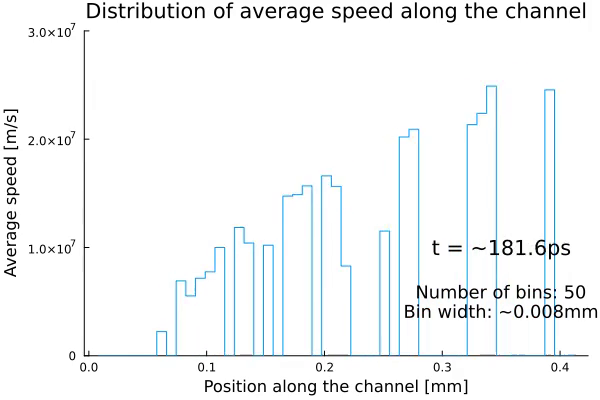 Distribution of average speed along the channel
3.0×10⁷
2.0×10⁷
1.0×10⁷
0
Average speed [m/s]
t = ~181.6ps
Number of bins: 50
Bin width: ~0.008mm
0.0 0.1 0.2 0.3 0.4
Position along the channel [mm]